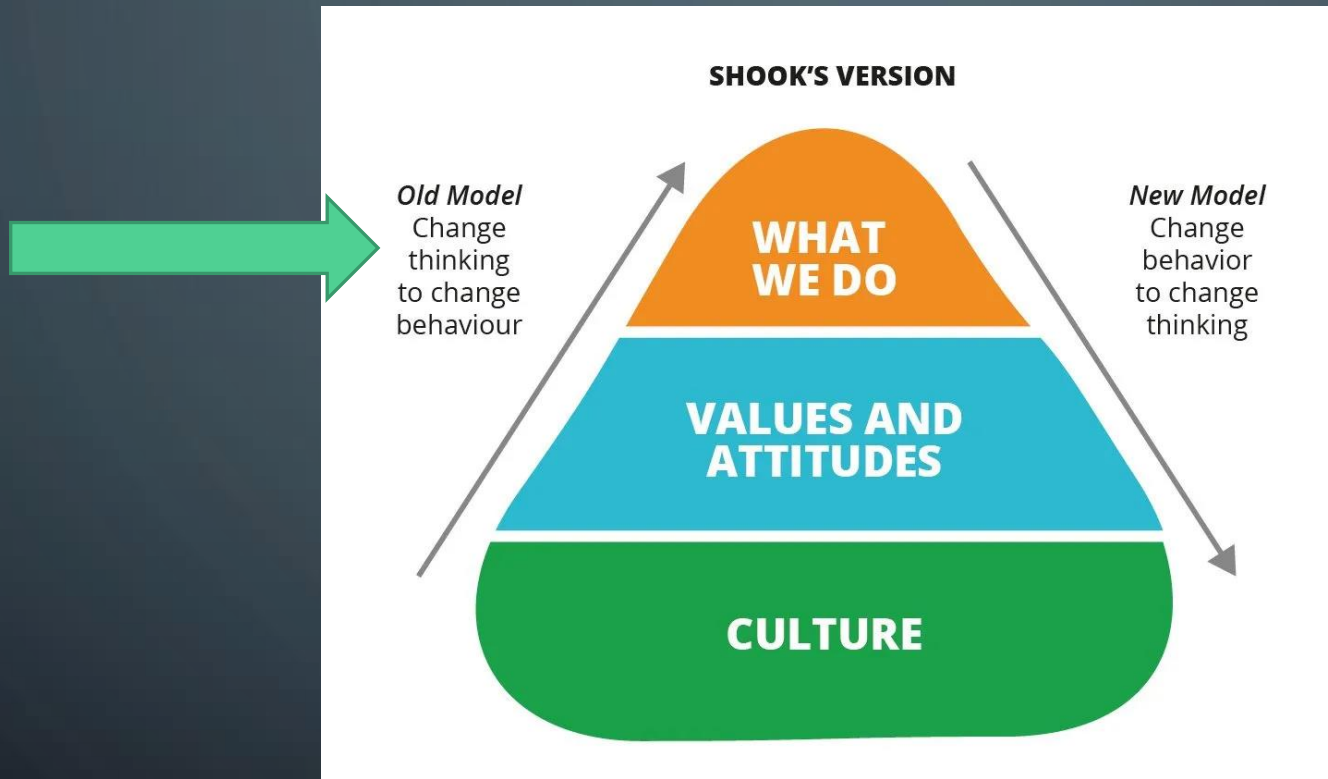 SHOOK'S VERSION
Old Model
Change
thinking
to change
behaviour
WHAT
WE DO
New Model
Change
behavior
to change
thinking
VALUES AND
ATTITUDES
CULTURE